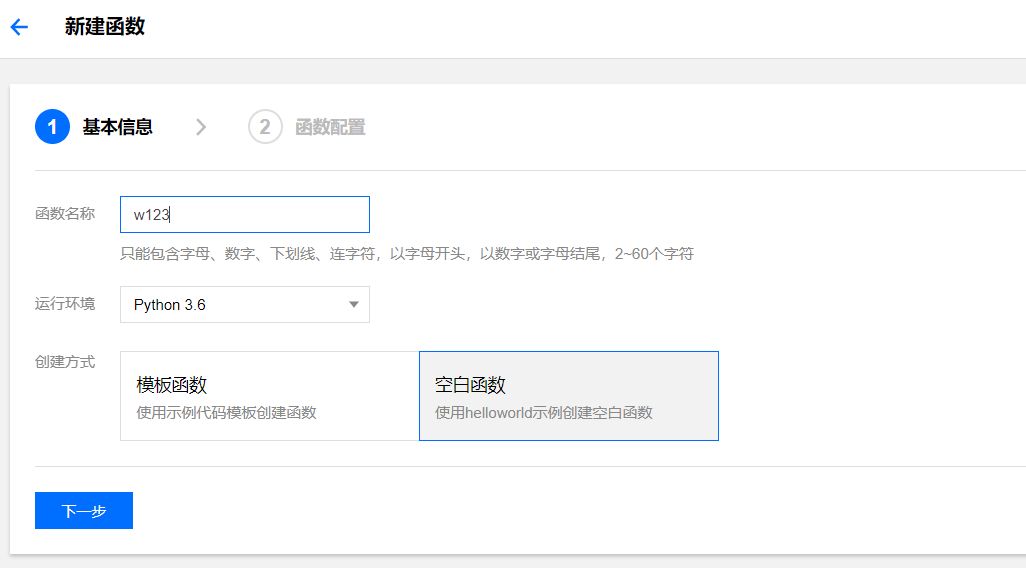 新建函数
1 基本信息 2 函数配置
函数名称 w123
只能包含字母、数字、下划线、连字符，以字母开头，以数字或字母结尾，2~60个字符
运行环境 Python 3.6
创建方式
模板函数 空白函数
使用示例代码模板创建函数 使用helloworld示例创建空白函数
下一步